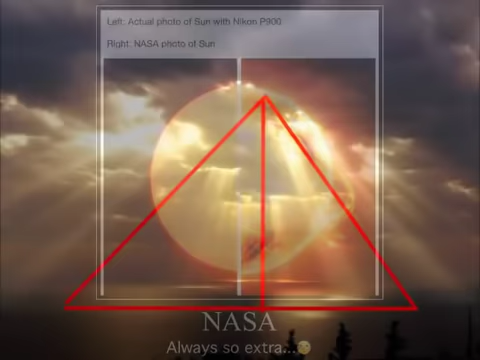 Left: Actual photo of Sun with Nikon P900
Right: NASA photo of Sun
NASA
Always so extra...